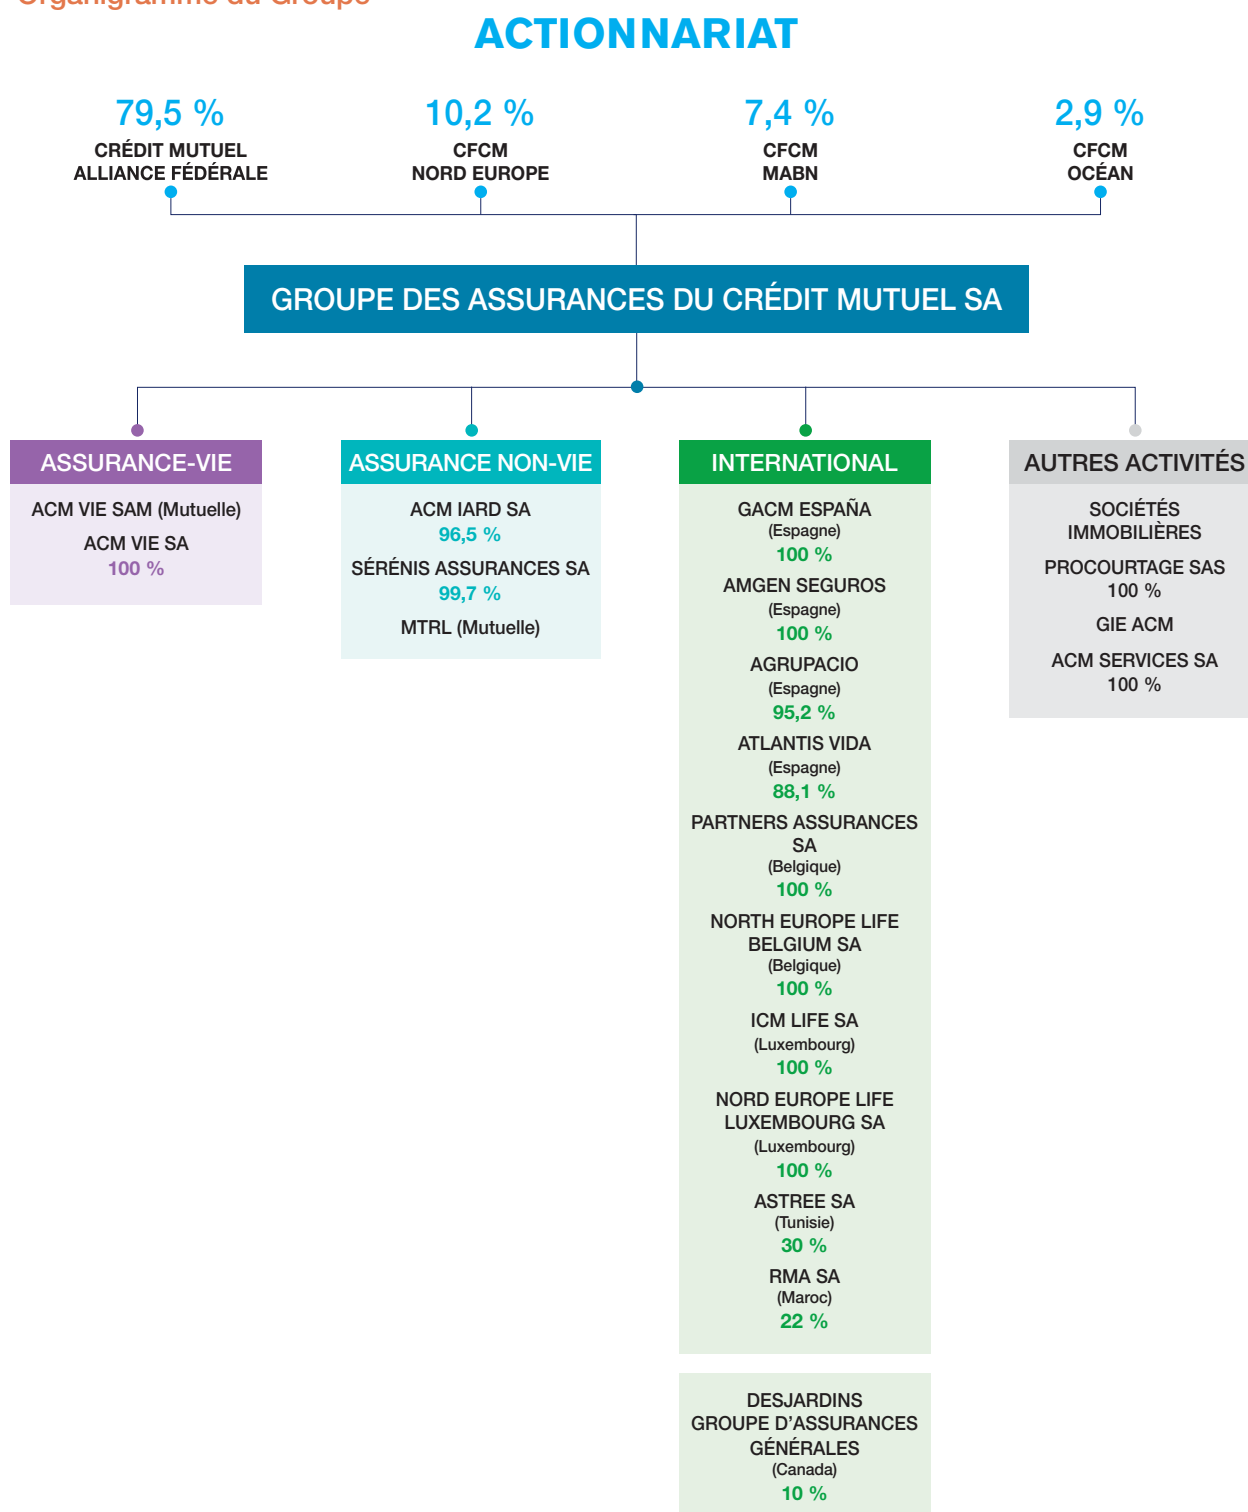 Organigramme du Groupe
ACTIONNARIAT
79,5 %
CRÉDIT MUTUEL
ALLIANCE FÉDÉRALE
10,2 %
CFCM
NORD EUROPE
7,4 %
CFCM
MABN
2,9 %
CFCM
OCÉAN
GROUPE DES ASSURANCES DU CRÉDIT MUTUEL SA
ASSURANCE-VIE
ACM VIE SAM (Mutuelle)
ACM VIE SA
100 %
ASSURANCE NON-VIE
ACM IARD SA
96,5 %
SÉRÉNIS ASSURANCES SA
99,7 %
MTRL (Mutuelle)
INTERNATIONAL
GACM ESPAÑA
(Espagne)
100 %
AMGEN SEGUROS
(Espagne)
100 %
AGRUPACIO
(Espagne)
95,2 %
ATLANTIS VIDA
(Espagne)
88,1 %
PARTNERS ASSURANCES
SA
(Belgique)
100 %
NORTH EUROPE LIFE
BELGIUM SA
(Belgique)
100 %
ICM LIFE SA
(Luxembourg)
100 %
NORD EUROPE LIFE
LUXEMBOURG SA
(Luxembourg)
100 %
ASTREE SA
(Tunisie)
30 %
RMA SA
(Maroc)
22 %
DESJARDINS
GROUPE D'ASSURANCES
GÉNÉRALES
(Canada)
10 %
AUTRES ACTIVITÉS
SOCIÉTÉS
IMMOBILIÈRES
PROCOURTAGE SAS
100 %
GIE ACM
ACM SERVICES SA
100 %